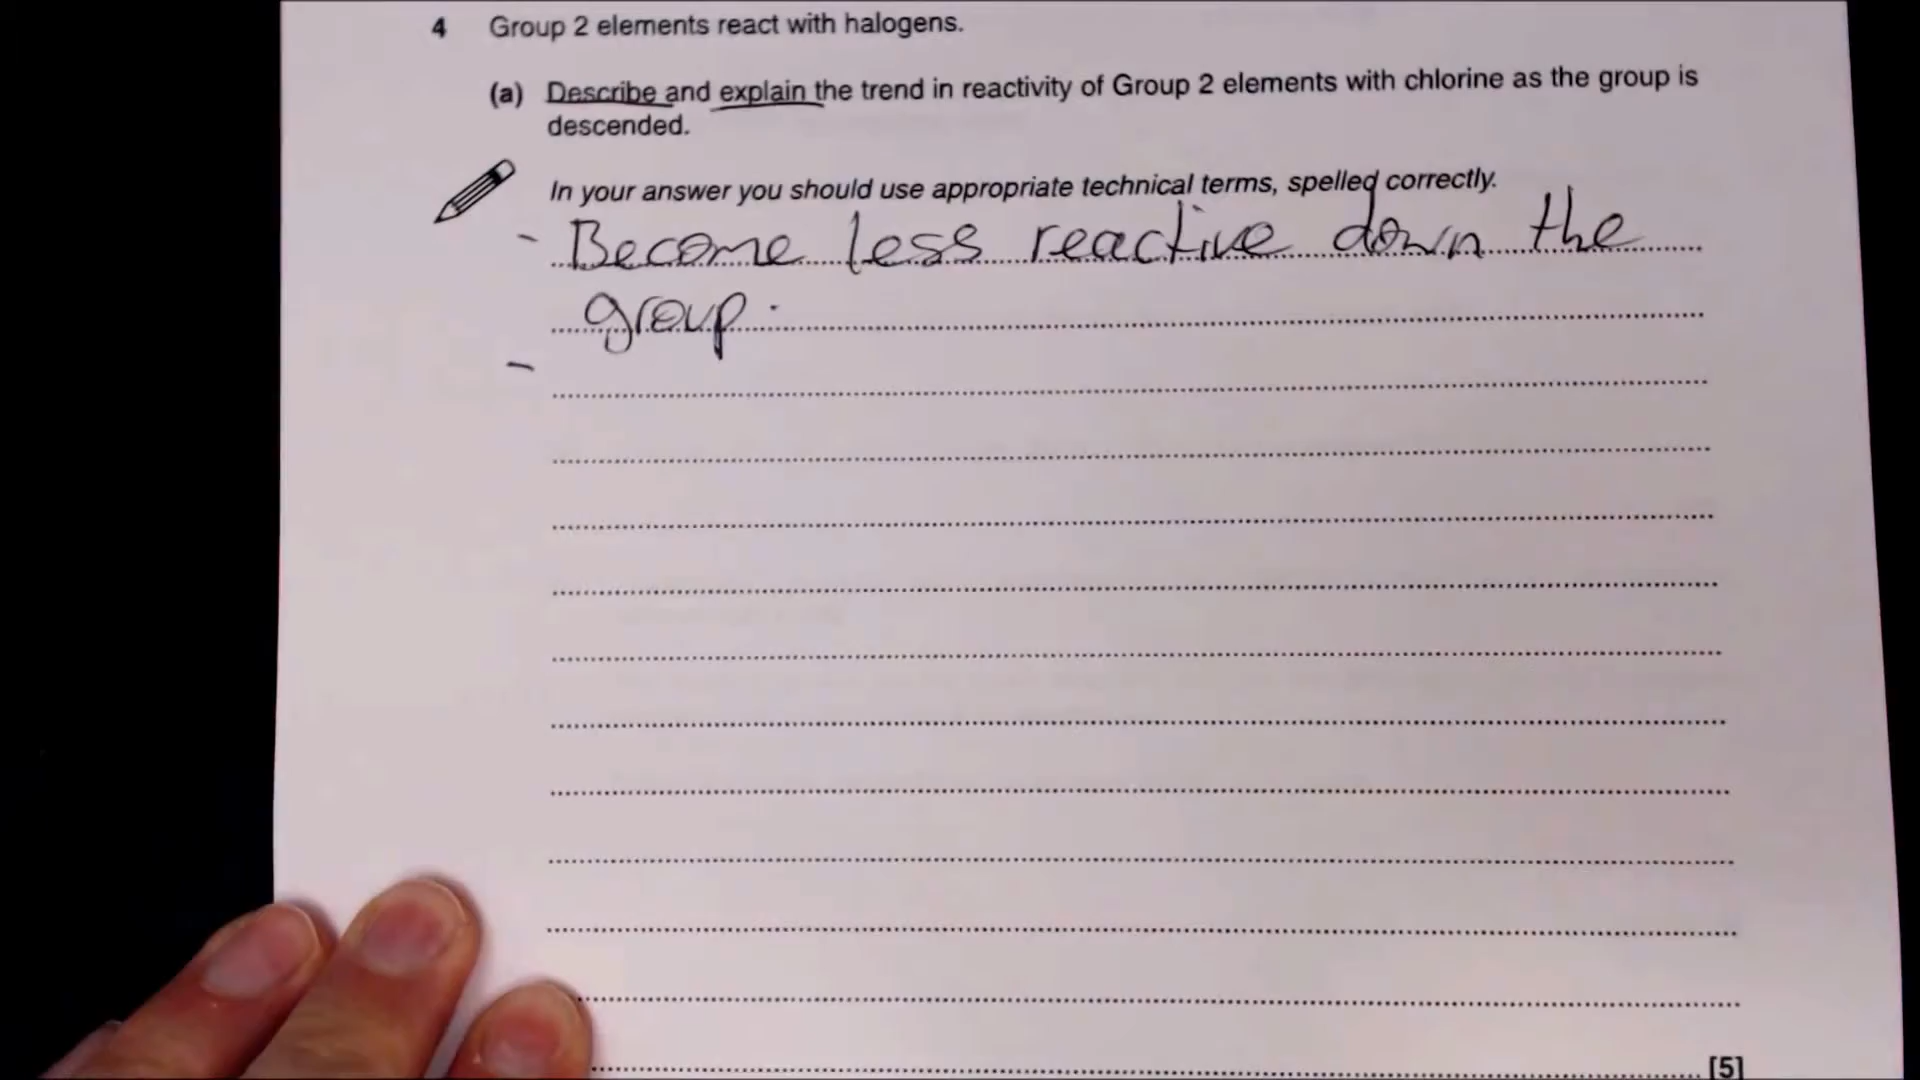 4 Group 2 elements react with halogens.
(a) Describe and explain the trend in reactivity of Group 2 elements with chlorine as the group is
descended.
In your answer you should use appropriate technical terms, spelled correctly.
- Become less reactive down the
group.
-
[5]